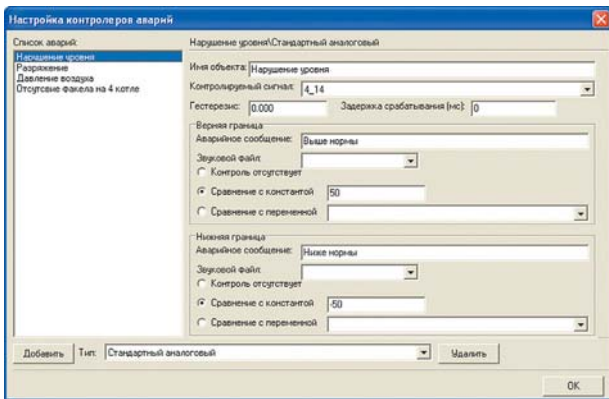 Настройка контролеров аварий
Список аварий:
Нарушение уровня
Разряжение
Давление воздуха
Отсутсвие факела на 4 котле
Нарушение уровня\Стандартный аналоговый
Имя объекта: Нарушение уровня
Контролируемый сигнал: 4_14
Гестерезис: 0.000 Задержка срабатывания (мс): 0
Верхняя граница
Аварийное сообщение: Выше нормы
Звуковой файл:
Контроль отсутствует
Сравнение с константой 50
Сравнение с переменной
Нижняя граница
Аварийное сообщение: Ниже нормы
Звуковой файл:
Контроль отсутствует
Сравнение с константой -50
Сравнение с переменной
Добавить Тип: Стандартный аналоговый Удалить
OK